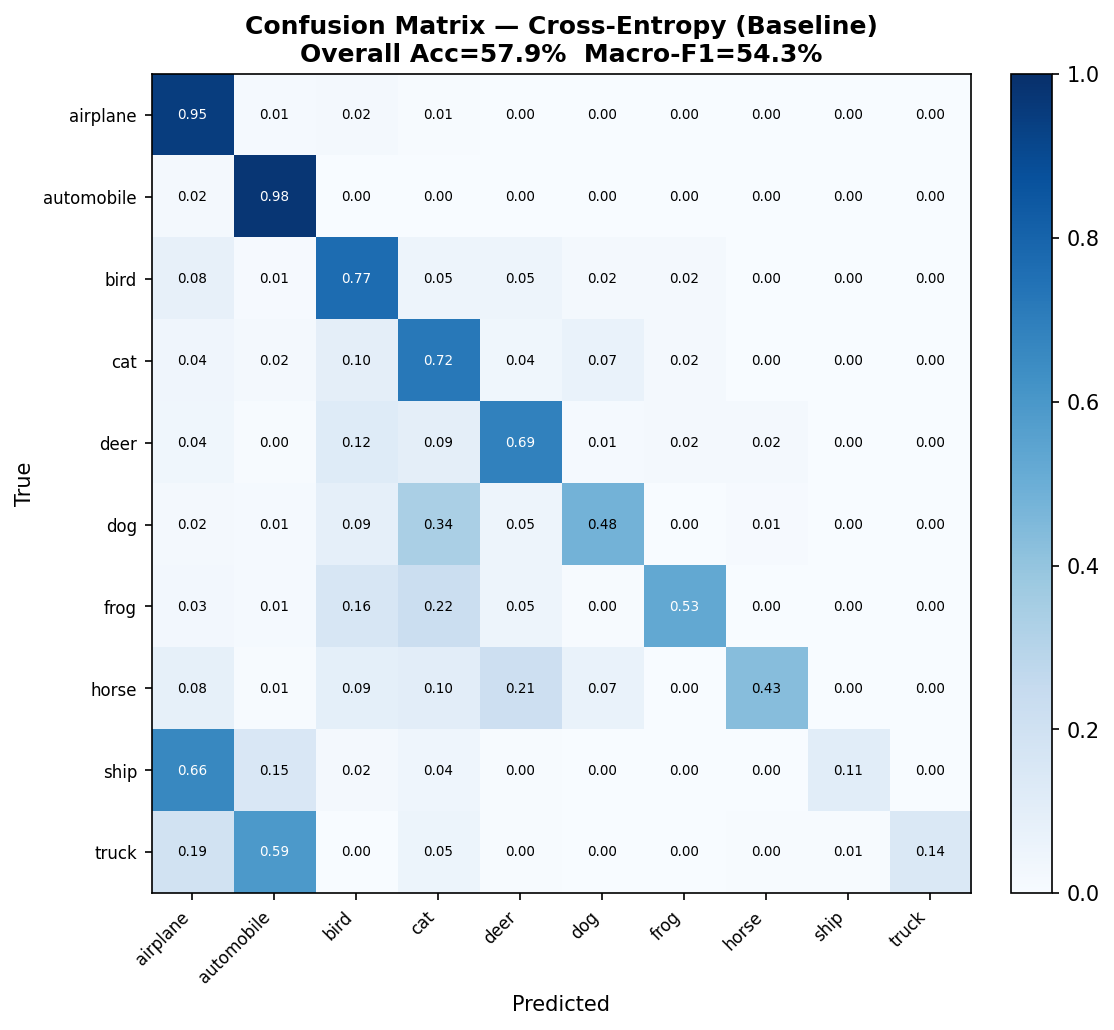 Confusion Matrix — Cross-Entropy (Baseline)
Overall Acc=57.9%  Macro-F1=54.3%
airplane 0.95 0.01 0.02 0.01 0.00 0.00 0.00 0.00 0.00 0.00
automobile 0.02 0.98 0.00 0.00 0.00 0.00 0.00 0.00 0.00 0.00
bird 0.08 0.01 0.77 0.05 0.05 0.02 0.02 0.00 0.00 0.00
cat 0.04 0.02 0.10 0.72 0.04 0.07 0.02 0.00 0.00 0.00
deer 0.04 0.00 0.12 0.09 0.69 0.01 0.02 0.02 0.00 0.00
dog 0.02 0.01 0.09 0.34 0.05 0.48 0.00 0.01 0.00 0.00
frog 0.03 0.01 0.16 0.22 0.05 0.00 0.53 0.00 0.00 0.00
horse 0.08 0.01 0.09 0.10 0.21 0.07 0.00 0.43 0.00 0.00
ship 0.66 0.15 0.02 0.04 0.00 0.00 0.00 0.00 0.11 0.00
truck 0.19 0.59 0.00 0.05 0.00 0.00 0.00 0.00 0.01 0.14
True
airplane automobile bird cat deer dog frog horse ship truck
Predicted
1.0
0.8
0.6
0.4
0.2
0.0